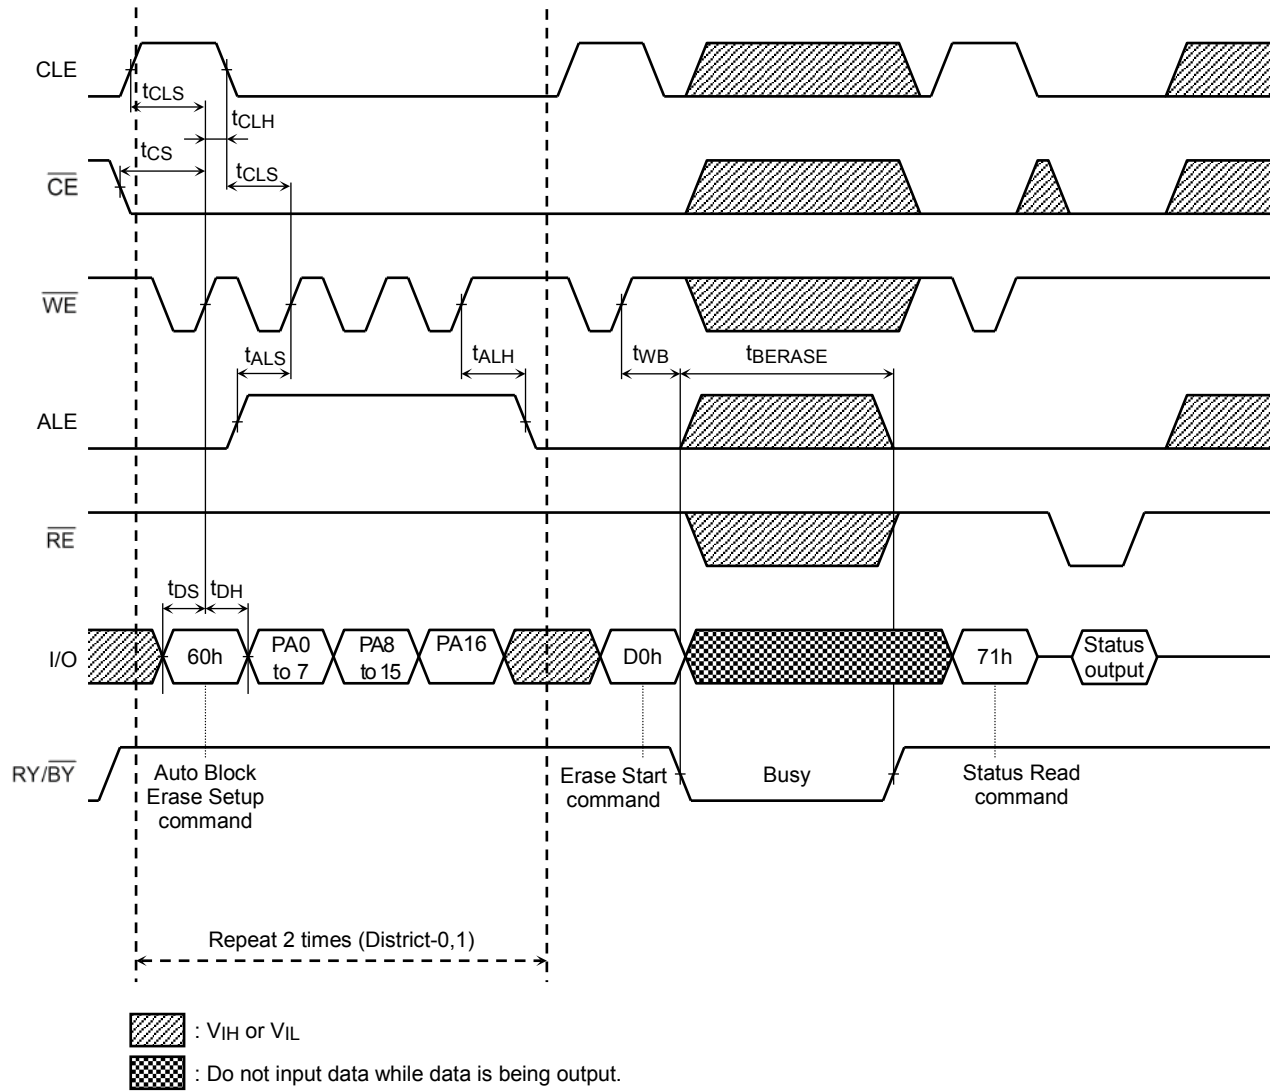 CLE
tCLS
tCLH
tCS
tCLS
CE
WE
tALS
tALH
tWB
tBERASE
ALE
RE
tDS
tDH
I/O
60h
PA0
to 7
PA8
to 15
PA16
D0h
71h
Status
output
RY/BY
Auto Block
Erase Setup
command
Erase Start
command
Busy
Status Read
command
Repeat 2 times (District-0,1)
: VIH or VIL
: Do not input data while data is being output.